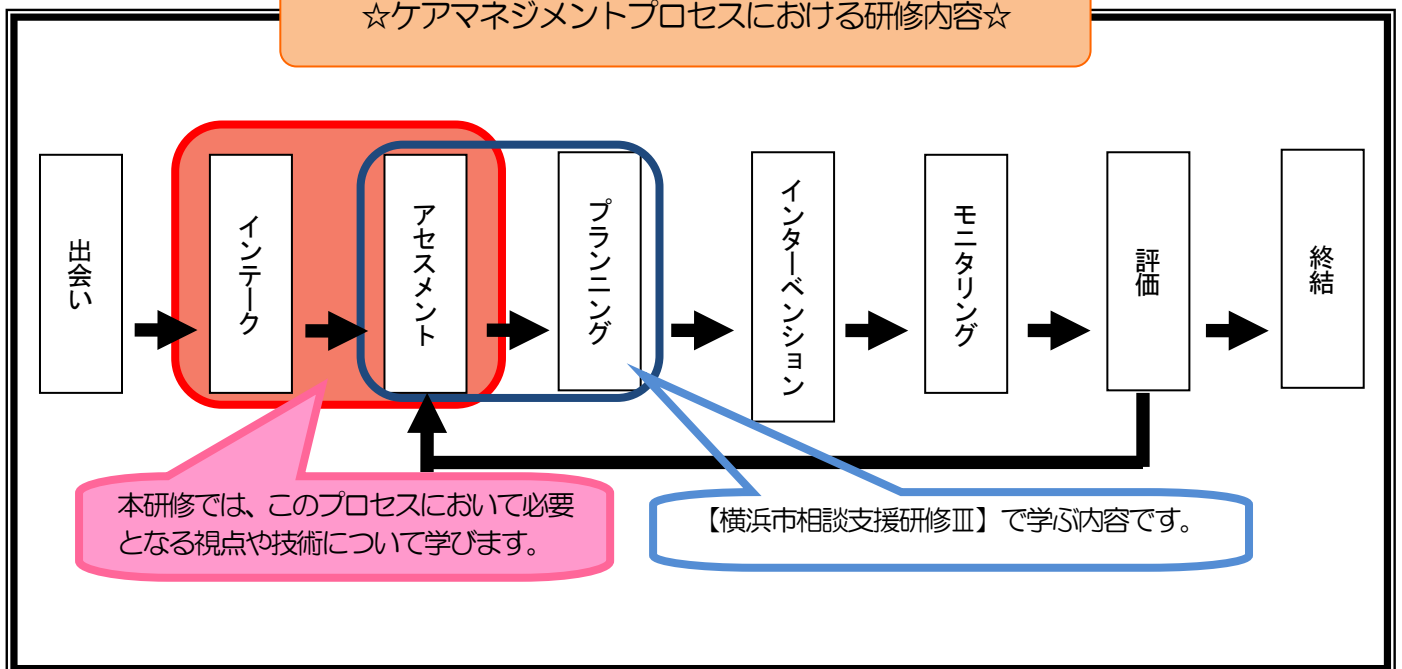 ☆ケアマネジメントプロセスにおける研修内容☆
出会い
インテーク
アセスメント
プランニング
インターベンション
モニタリング
評価
終結
本研修では、このプロセスにおいて必要
となる視点や技術について学びます。
【横浜市相談支援研修Ⅲ】で学ぶ内容です。